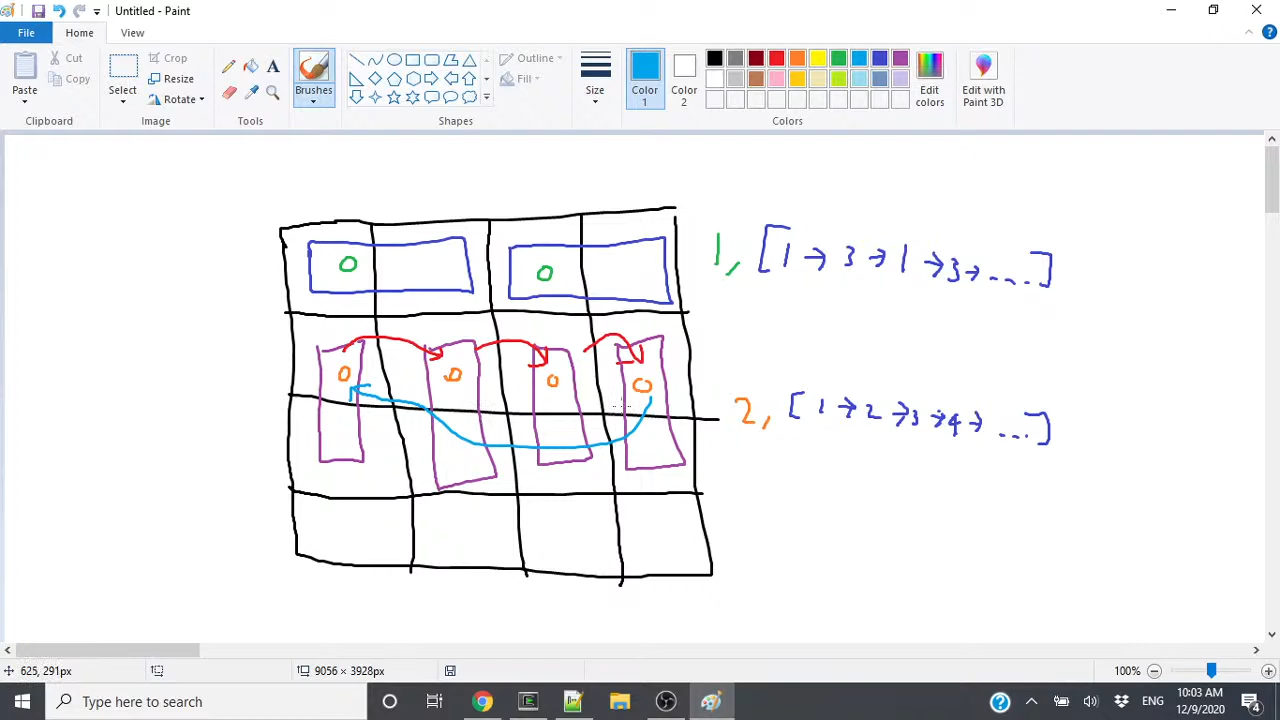 Untitled - Paint
File Home View
Paste Cut Copy
Clipboard
Select Crop Resize Rotate
Image
A
Tools
Brushes
Outline Fill
Shapes
Size
Color 1 Color 2
Edit colors
Colors
Edit with Paint 3D
0 0 1, [1 → 3 → 1 → 3 → ....]
0 0 0 0
2, [1 → 2 → 3 → 4 → ...]
625, 291px 9056 × 3928px 100%
Type here to search
ENG 10:03 AM 12/9/2020 4